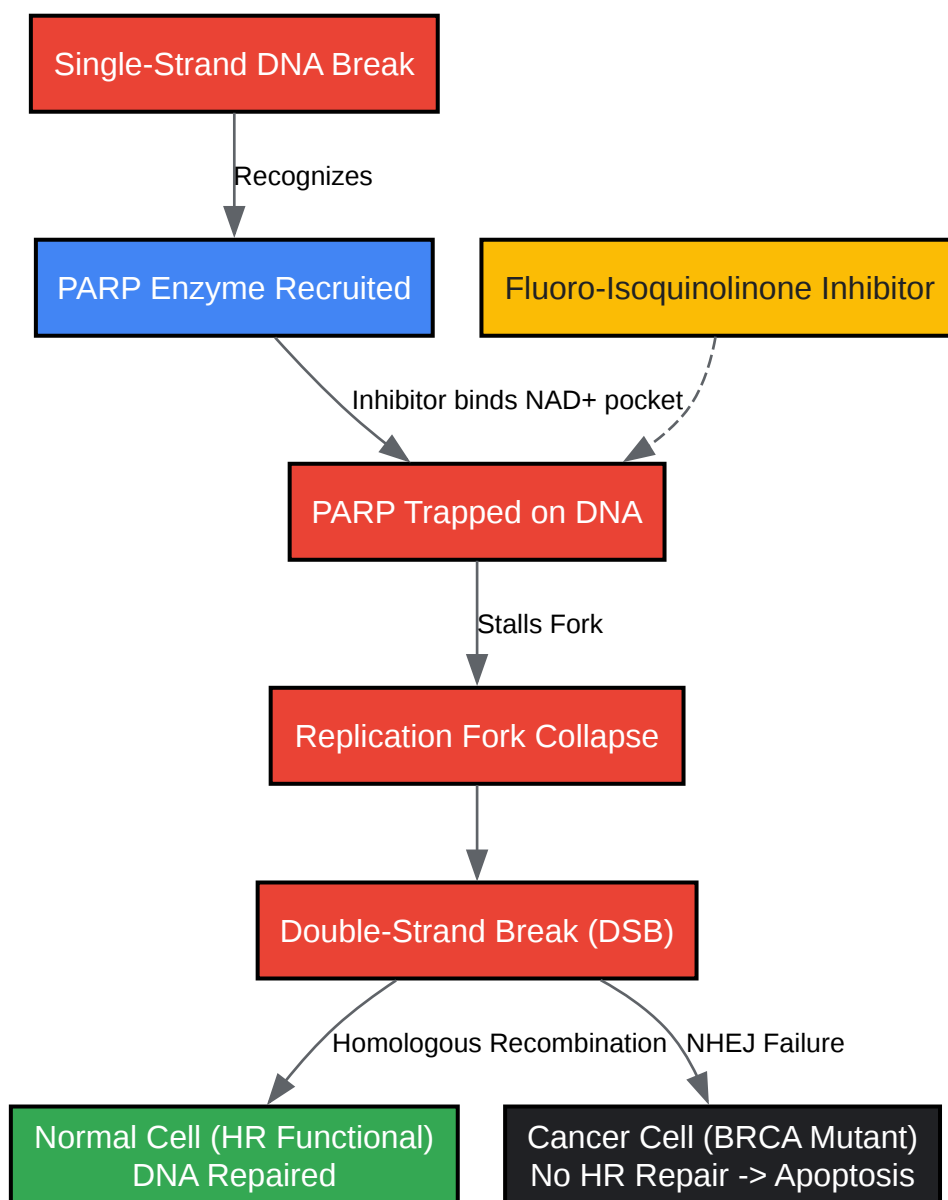 Single-Strand DNA Break
Recognizes
PARP Enzyme Recruited
Fluoro-Isoquinolinone Inhibitor
Inhibitor binds NAD+ pocket
PARP Trapped on DNA
Stalls Fork
Replication Fork Collapse
Double-Strand Break (DSB)
Homologous Recombination
NHEJ Failure
Normal Cell (HR Functional)
DNA Repaired
Cancer Cell (BRCA Mutant)
No HR Repair -> Apoptosis